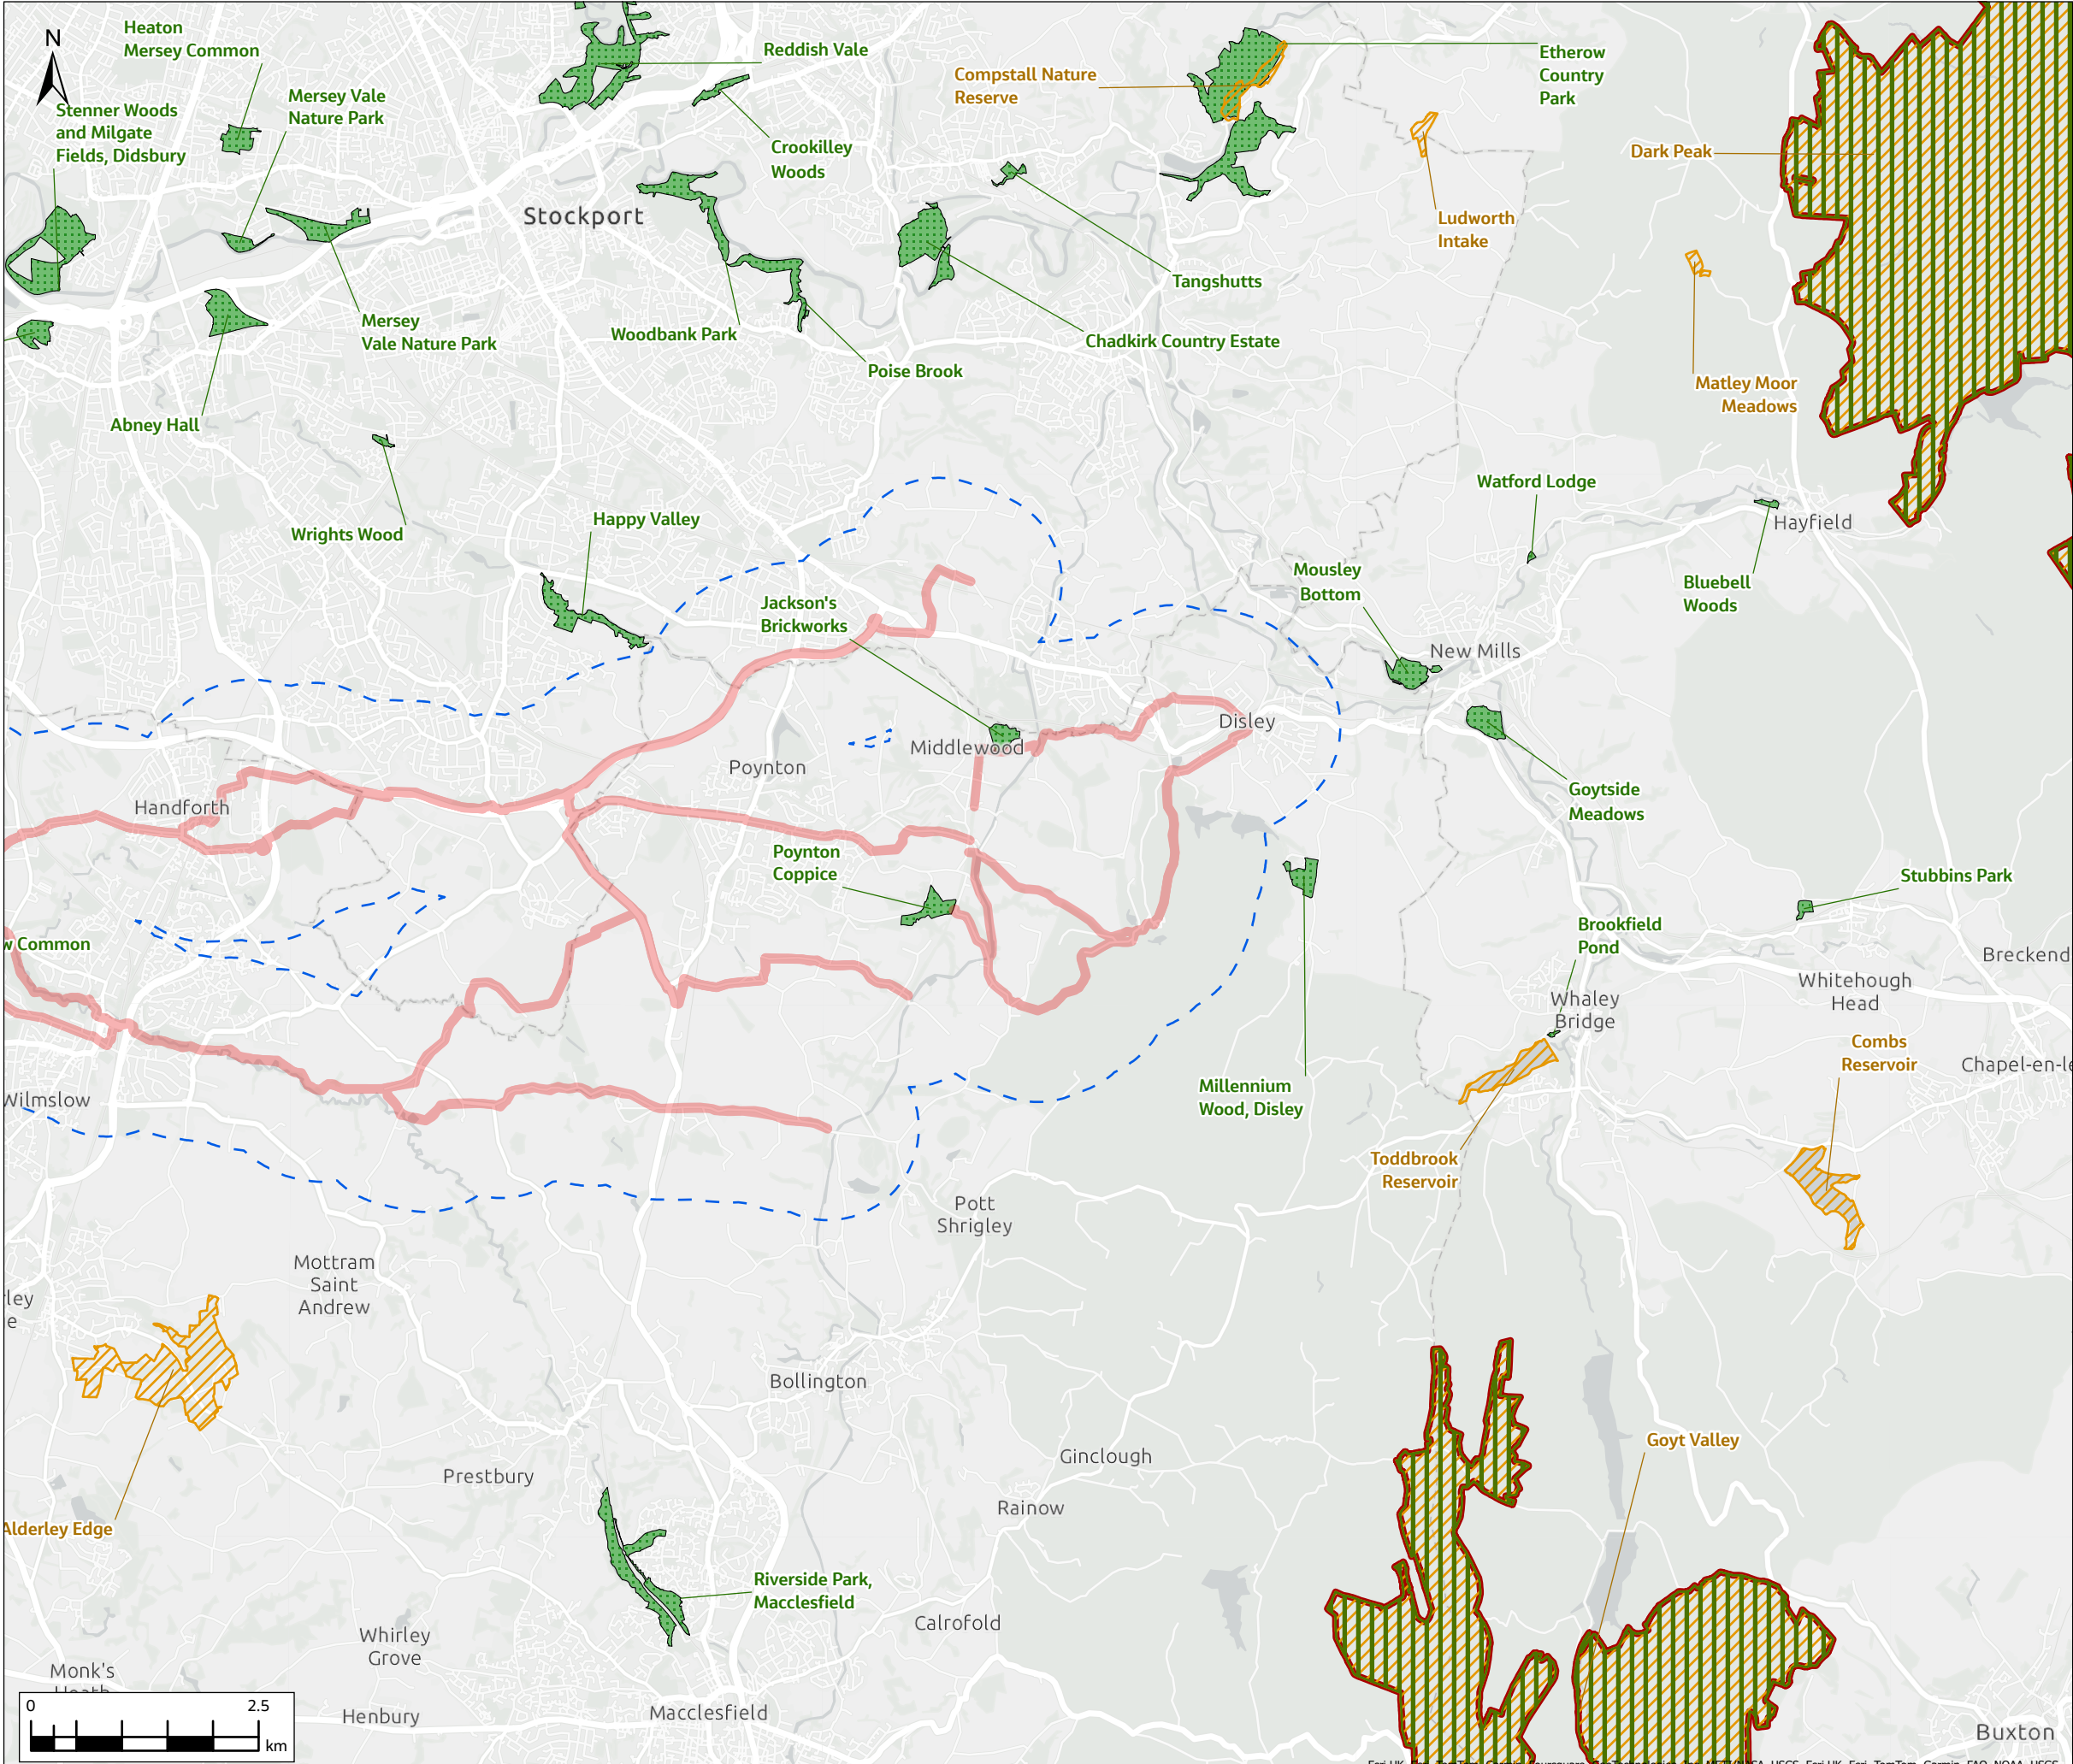 N
Heaton
Mersey Common
Reddish Vale
Compstall Nature
Reserve
Etherow
Country
Park
Stenner Woods
and Milgate
Fields, Didsbury
Mersey Vale
Nature Park
Crookilley
Woods
Dark Peak
Stockport
Ludworth
Intake
Tangshutts
Mersey
Vale Nature Park
Woodbank Park
Chadkirk Country Estate
Poise Brook
Matley Moor
Meadows
Abney Hall
Watford Lodge
Wrights Wood
Happy Valley
Hayfield
Mousley
Bottom
Bluebell
Woods
Jackson's
Brickworks
New Mills
Disley
Middlewood
Poynton
Handforth
Goytside
Meadows
Poynton
Coppice
Stubbins Park
w Common
Brookfield
Pond
Breckend
Whitehough
Head
Whaley
Bridge
Combs
Reservoir
Chapel-en-le
Wilmslow
Millennium
Wood, Disley
Toddbrook
Reservoir
Pott
Shrigley
Mottram
Saint
Andrew
rley
e
Bollington
Goyt Valley
Ginclough
Prestbury
Rainow
Alderley Edge
Riverside Park,
Macclesfield
Calrofold
Whirley
Grove
Monk's
Heath
Macclesfield
Henbury
Buxton
0 2.5
km